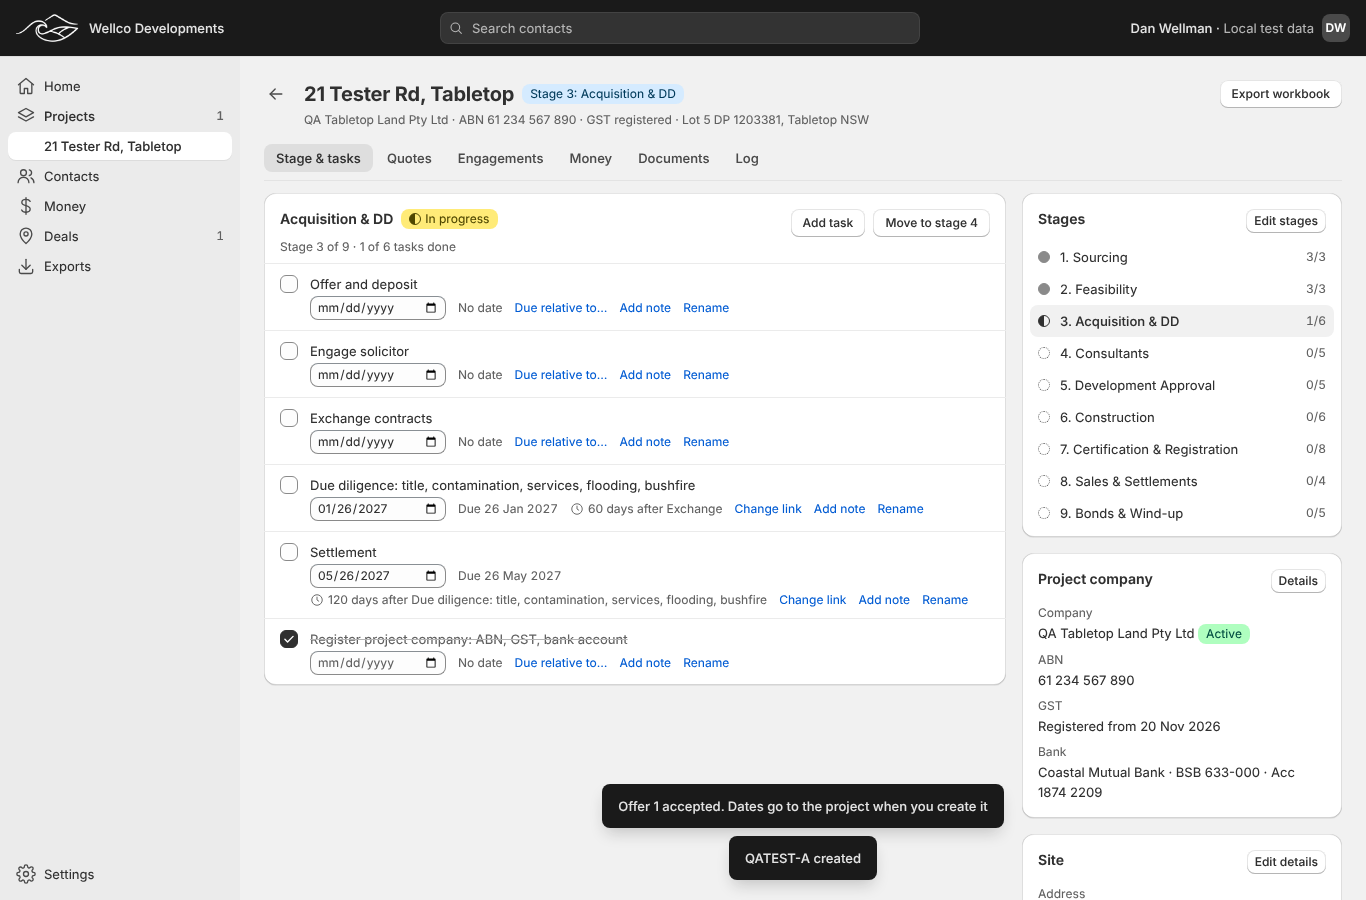 Wellco Developments
Search contacts
Dan Wellman · Local test data
DW
Home
Projects 1
21 Tester Rd, Tabletop
Contacts
Money
Deals 1
Exports
Settings
21 Tester Rd, Tabletop
Stage 3: Acquisition & DD
Export workbook
QA Tabletop Land Pty Ltd · ABN 61 234 567 890 · GST registered · Lot 5 DP 1203381, Tabletop NSW
Stage & tasks Quotes Engagements Money Documents Log
Acquisition & DD In progress
Add task Move to stage 4
Stage 3 of 9 · 1 of 6 tasks done
Offer and deposit
mm/dd/yyyy No date Due relative to... Add note Rename
Engage solicitor
mm/dd/yyyy No date Due relative to... Add note Rename
Exchange contracts
mm/dd/yyyy No date Due relative to... Add note Rename
Due diligence: title, contamination, services, flooding, bushfire
01/26/2027 Due 26 Jan 2027 60 days after Exchange Change link Add note Rename
Settlement
05/26/2027 Due 26 May 2027
120 days after Due diligence: title, contamination, services, flooding, bushfire Change link Add note Rename
Register project company: ABN, GST, bank account
mm/dd/yyyy No date Due relative to... Add note Rename
Stages Edit stages
1. Sourcing 3/3
2. Feasibility 3/3
3. Acquisition & DD 1/6
4. Consultants 0/5
5. Development Approval 0/5
6. Construction 0/6
7. Certification & Registration 0/8
8. Sales & Settlements 0/4
9. Bonds & Wind-up 0/5
Project company Details
Company
QA Tabletop Land Pty Ltd Active
ABN
61 234 567 890
GST
Registered from 20 Nov 2026
Bank
Coastal Mutual Bank · BSB 633-000 · Acc
1874 2209
Site Edit details
Address
Offer 1 accepted. Dates go to the project when you create it
QATEST-A created